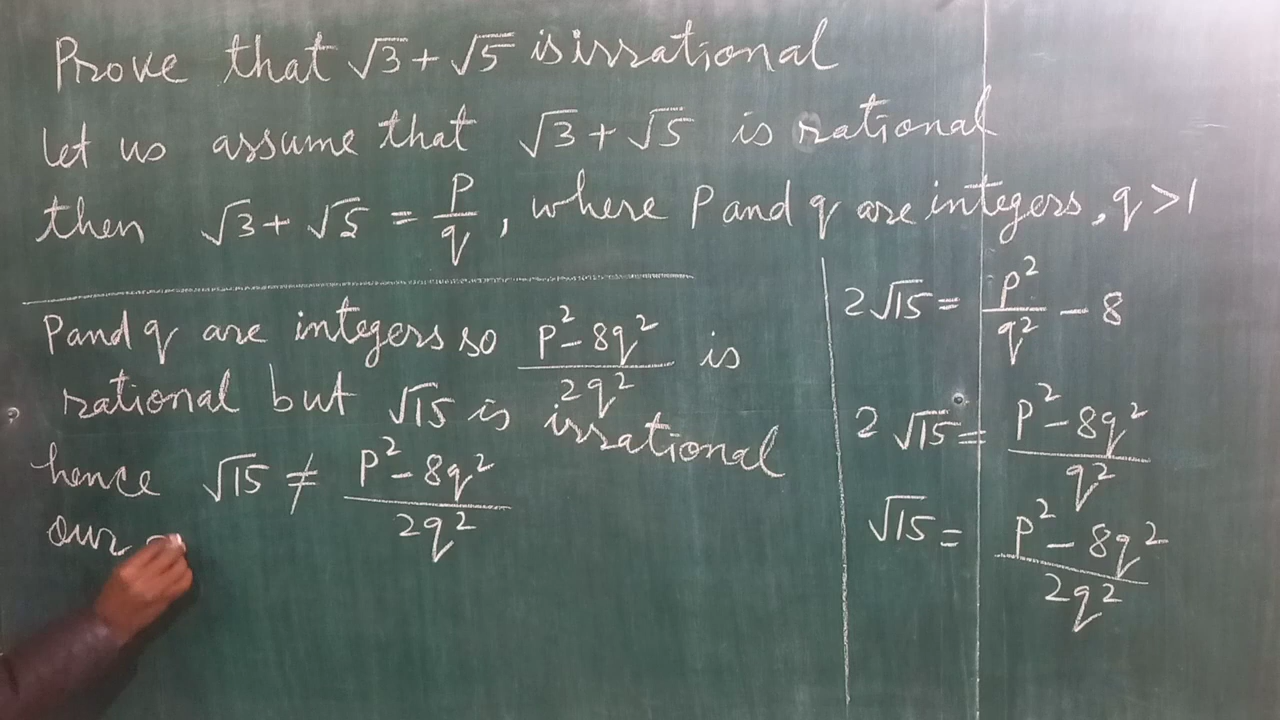 Prove that √3 + √5 is irrational
let us assume that √3 + √5 is rational
then √3 + √5 = P/q, where P and q are integers, q > 1
P and q are integers so (P² - 8q²)/(2q²) is
rational but √15 is irrational
hence √15 ≠ (P² - 8q²)/(2q²)
our
2√15 = P²/q² - 8
2√15 = (P² - 8q²)/q²
√15 = (P² - 8q²)/(2q²)